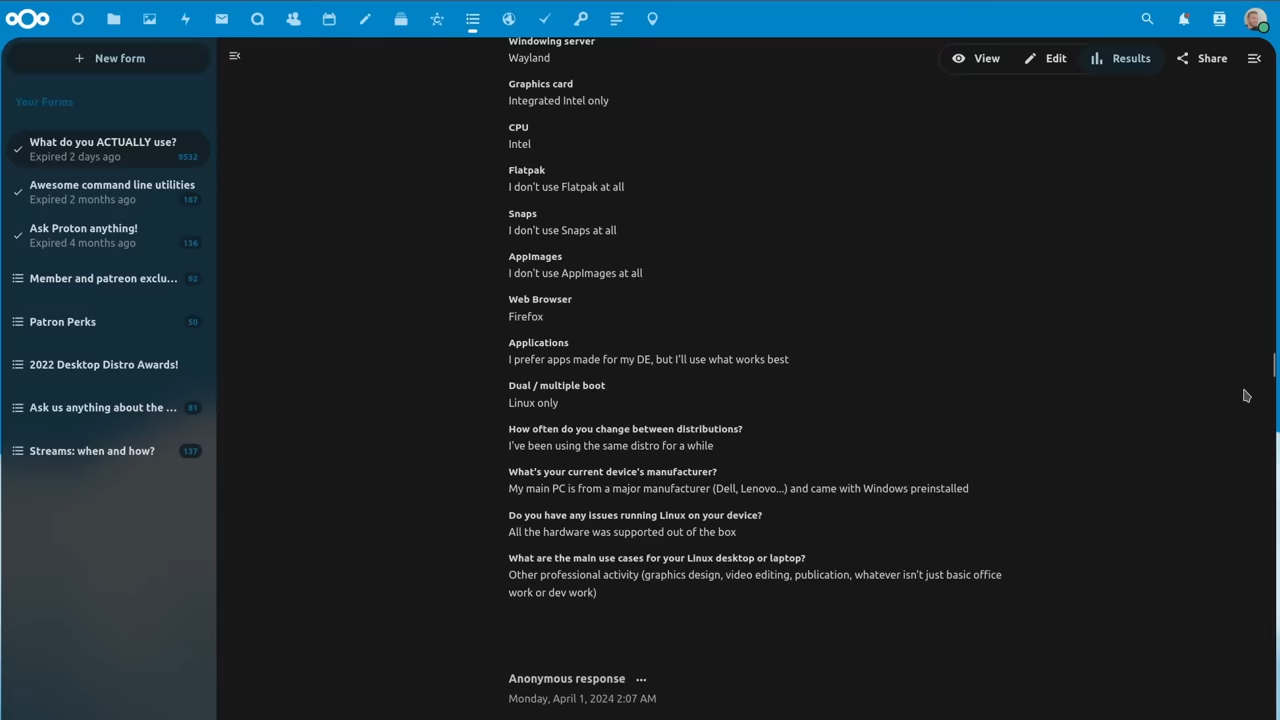 New form
View
Edit
Results
Share
Your Forms
What do you ACTUALLY use?
Expired 2 days ago
9532
Awesome command line utilities
Expired 2 months ago
187
Ask Proton anything!
Expired 4 months ago
136
Member and patreon exclu...
92
Patron Perks
50
2022 Desktop Distro Awards!
Ask us anything about the ...
81
Streams: when and how?
137
Windowing server
Wayland
Graphics card
Integrated Intel only
CPU
Intel
Flatpak
I don't use Flatpak at all
Snaps
I don't use Snaps at all
AppImages
I don't use AppImages at all
Web Browser
Firefox
Applications
I prefer apps made for my DE, but I'll use what works best
Dual / multiple boot
Linux only
How often do you change between distributions?
I've been using the same distro for a while
What's your current device's manufacturer?
My main PC is from a major manufacturer (Dell, Lenovo...) and came with Windows preinstalled
Do you have any issues running Linux on your device?
All the hardware was supported out of the box
What are the main use cases for your Linux desktop or laptop?
Other professional activity (graphics design, video editing, publication, whatever isn't just basic office
work or dev work)
Anonymous response
Monday, April 1, 2024 2:07 AM